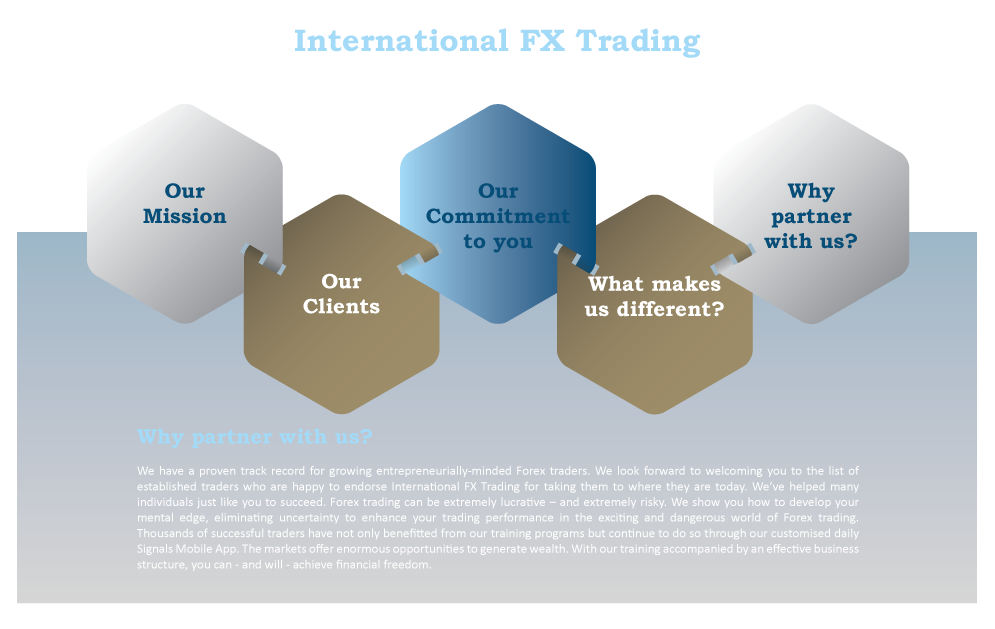 International FX Trading
Our
Mission
Our
Clients
Our
Commitment
to you
What makes
us different?
Why
partner
with us?
Why partner with us?
We have a proven track record for growing entrepreneurially-minded Forex traders. We look forward to welcoming you to the list of
established traders who are happy to endorse International FX Trading for taking them to where they are today. We’ve helped many
individuals just like you to succeed. Forex trading can be extremely lucrative – and extremely risky. We show you how to develop your
mental edge, eliminating uncertainty to enhance your trading performance in the exciting and dangerous world of Forex trading.
Thousands of successful traders have not only benefitted from our training programs but continue to do so through our customised daily
Signals Mobile App. The markets offer enormous opportunities to generate wealth. With our training accompanied by an effective business
structure, you can - and will - achieve financial freedom.